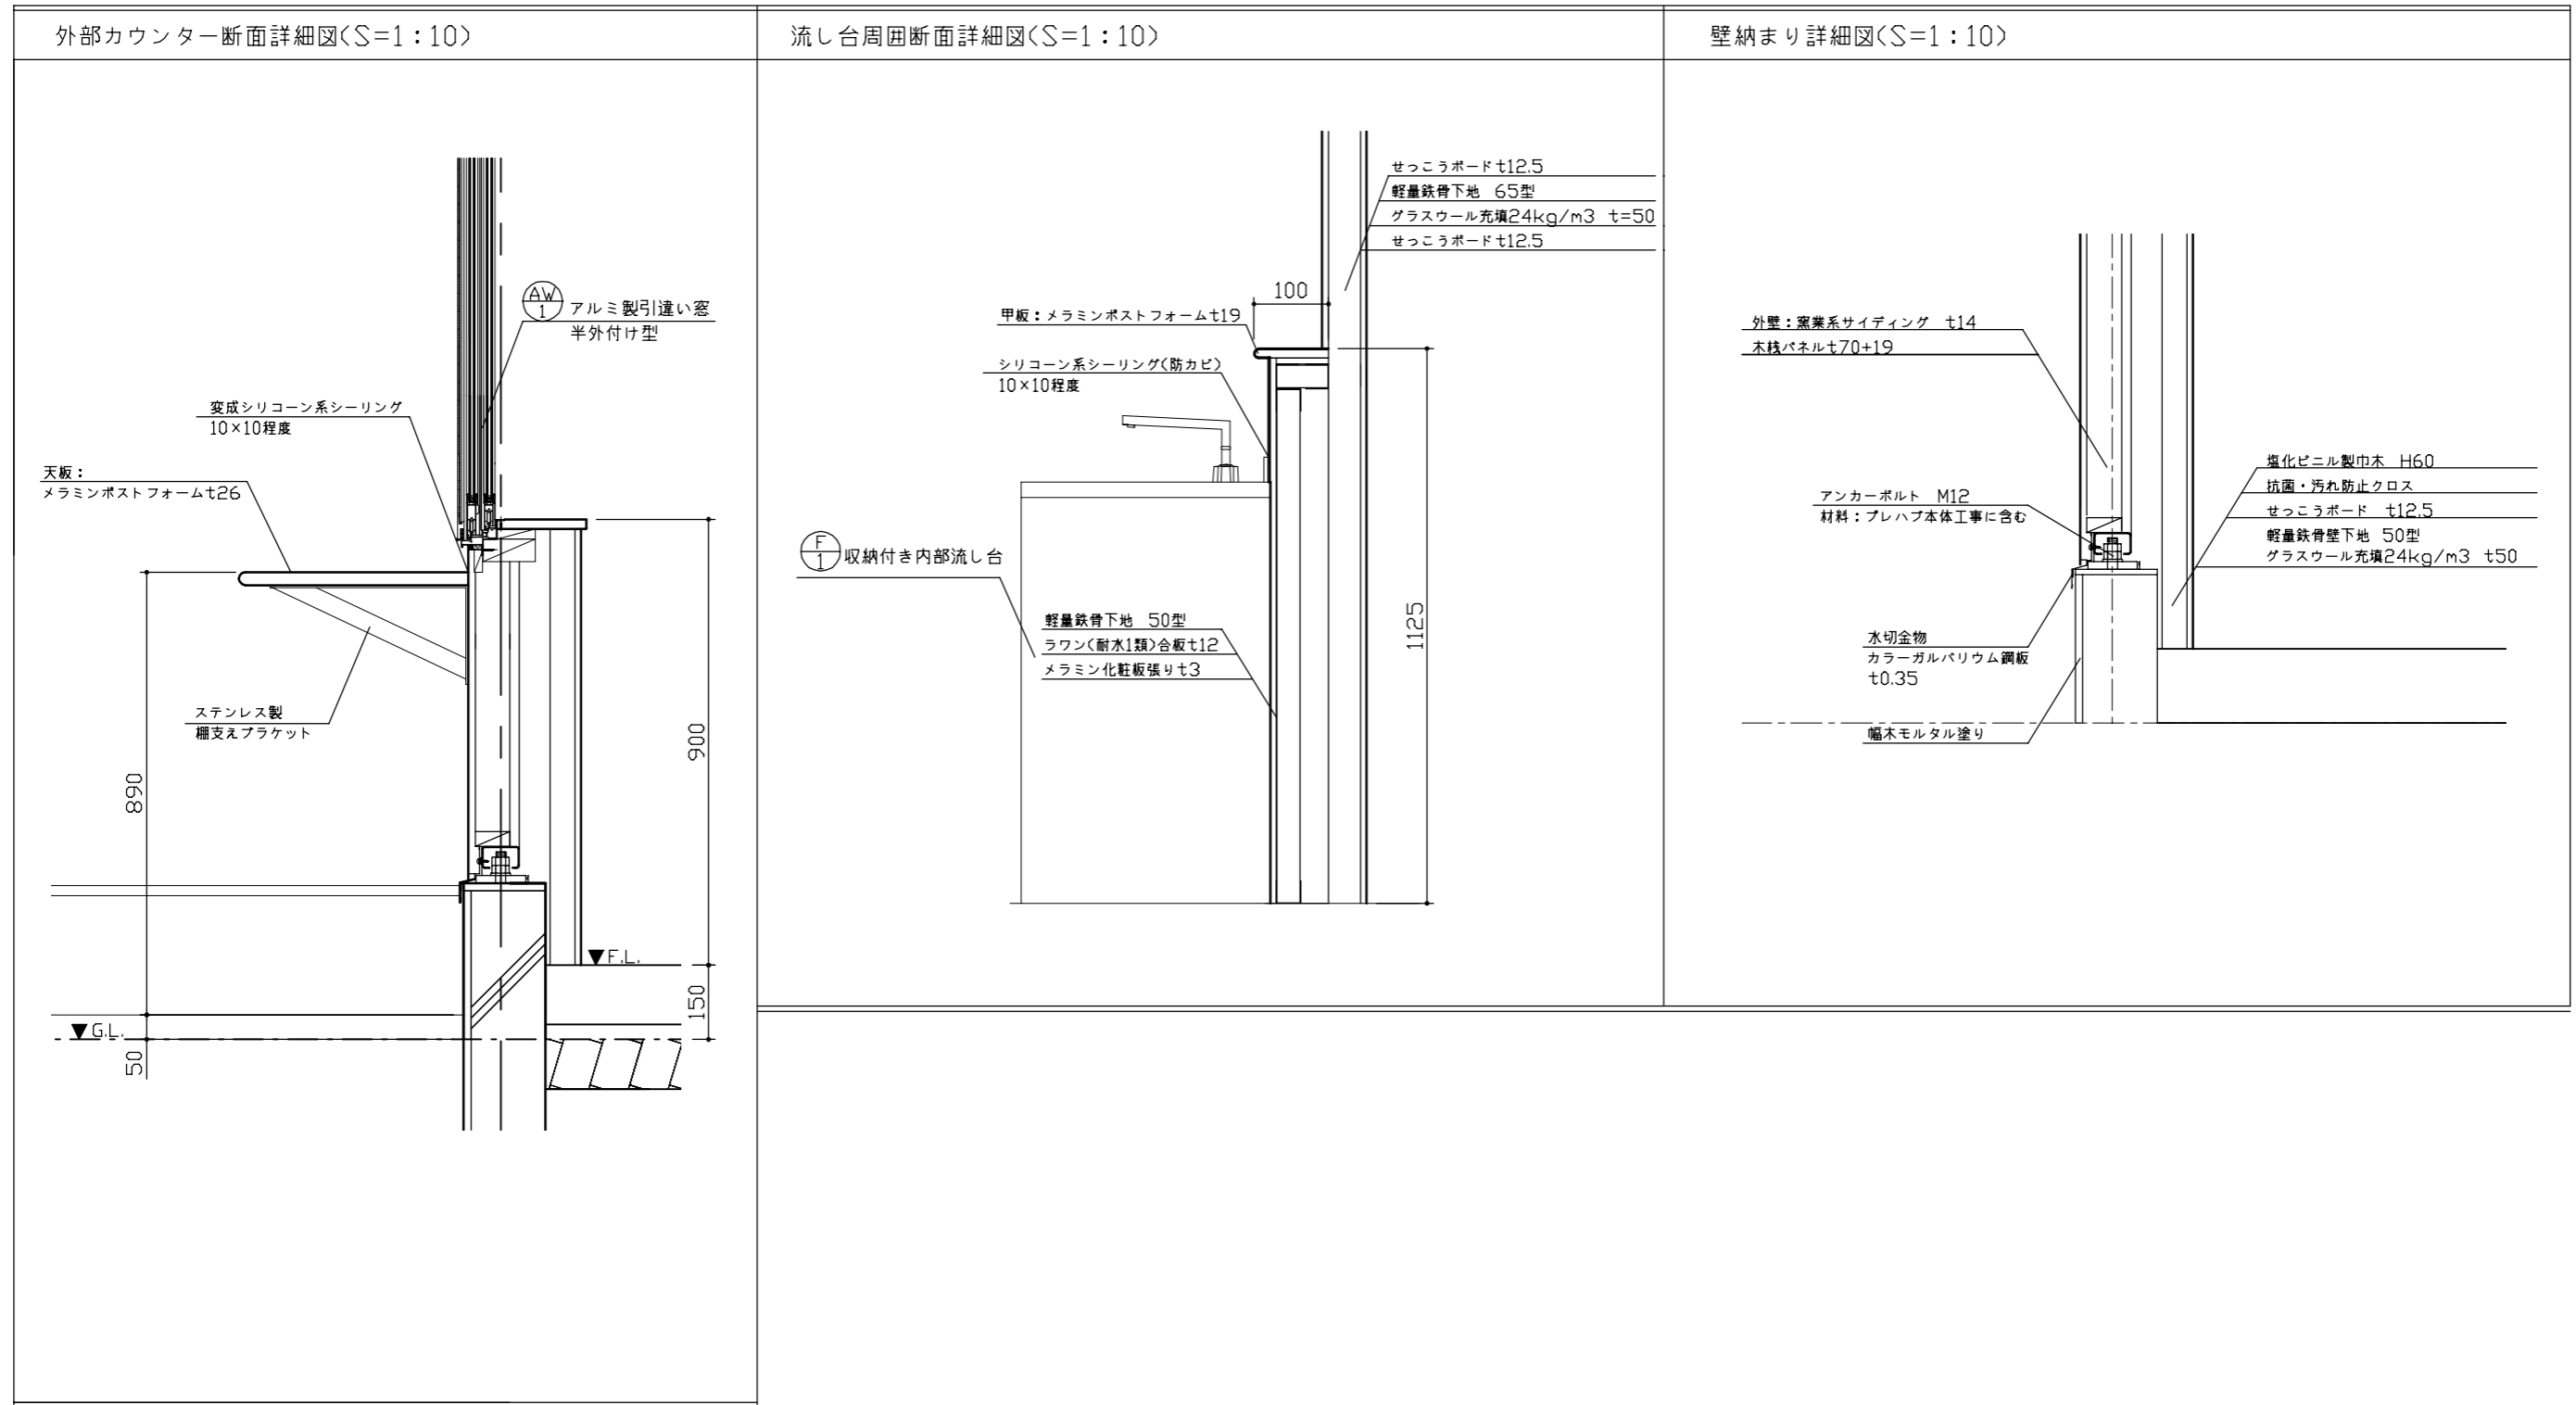 外部カウンター断面詳細図(S=1:10)
AW
1
アルミ製引違い窓
半外付け型
変成シリコーン系シーリング
10×10程度
天板:
メラミンポストフォームt26
ステンレス製
棚支えブラケット
890
900
▼F.L.
150
▼G.L.
50
流し台周囲断面詳細図(S=1:10)
せっこうボードt12.5
軽量鉄骨下地 65型
グラスウール充填24kg/m3 t=50
せっこうボードt12.5
100
甲板:メラミンポストフォームt19
シリコーン系シーリング(防カビ)
10×10程度
F
1
収納付き内部流し台
軽量鉄骨下地 50型
ラワン(耐水1類)合板t12
メラミン化粧板張りt3
1125
壁納まり詳細図(S=1:10)
外壁:窯業系サイディング t14
木桟パネルt70+19
アンカーボルト M12
材料:プレハブ本体工事に含む
塩化ビニル製巾木 H60
抗菌・汚れ防止クロス
せっこうボード t12.5
軽量鉄骨壁下地 50型
グラスウール充填24kg/m3 t50
水切金物
カラーガルバリウム鋼板
t0.35
幅木モルタル塗り